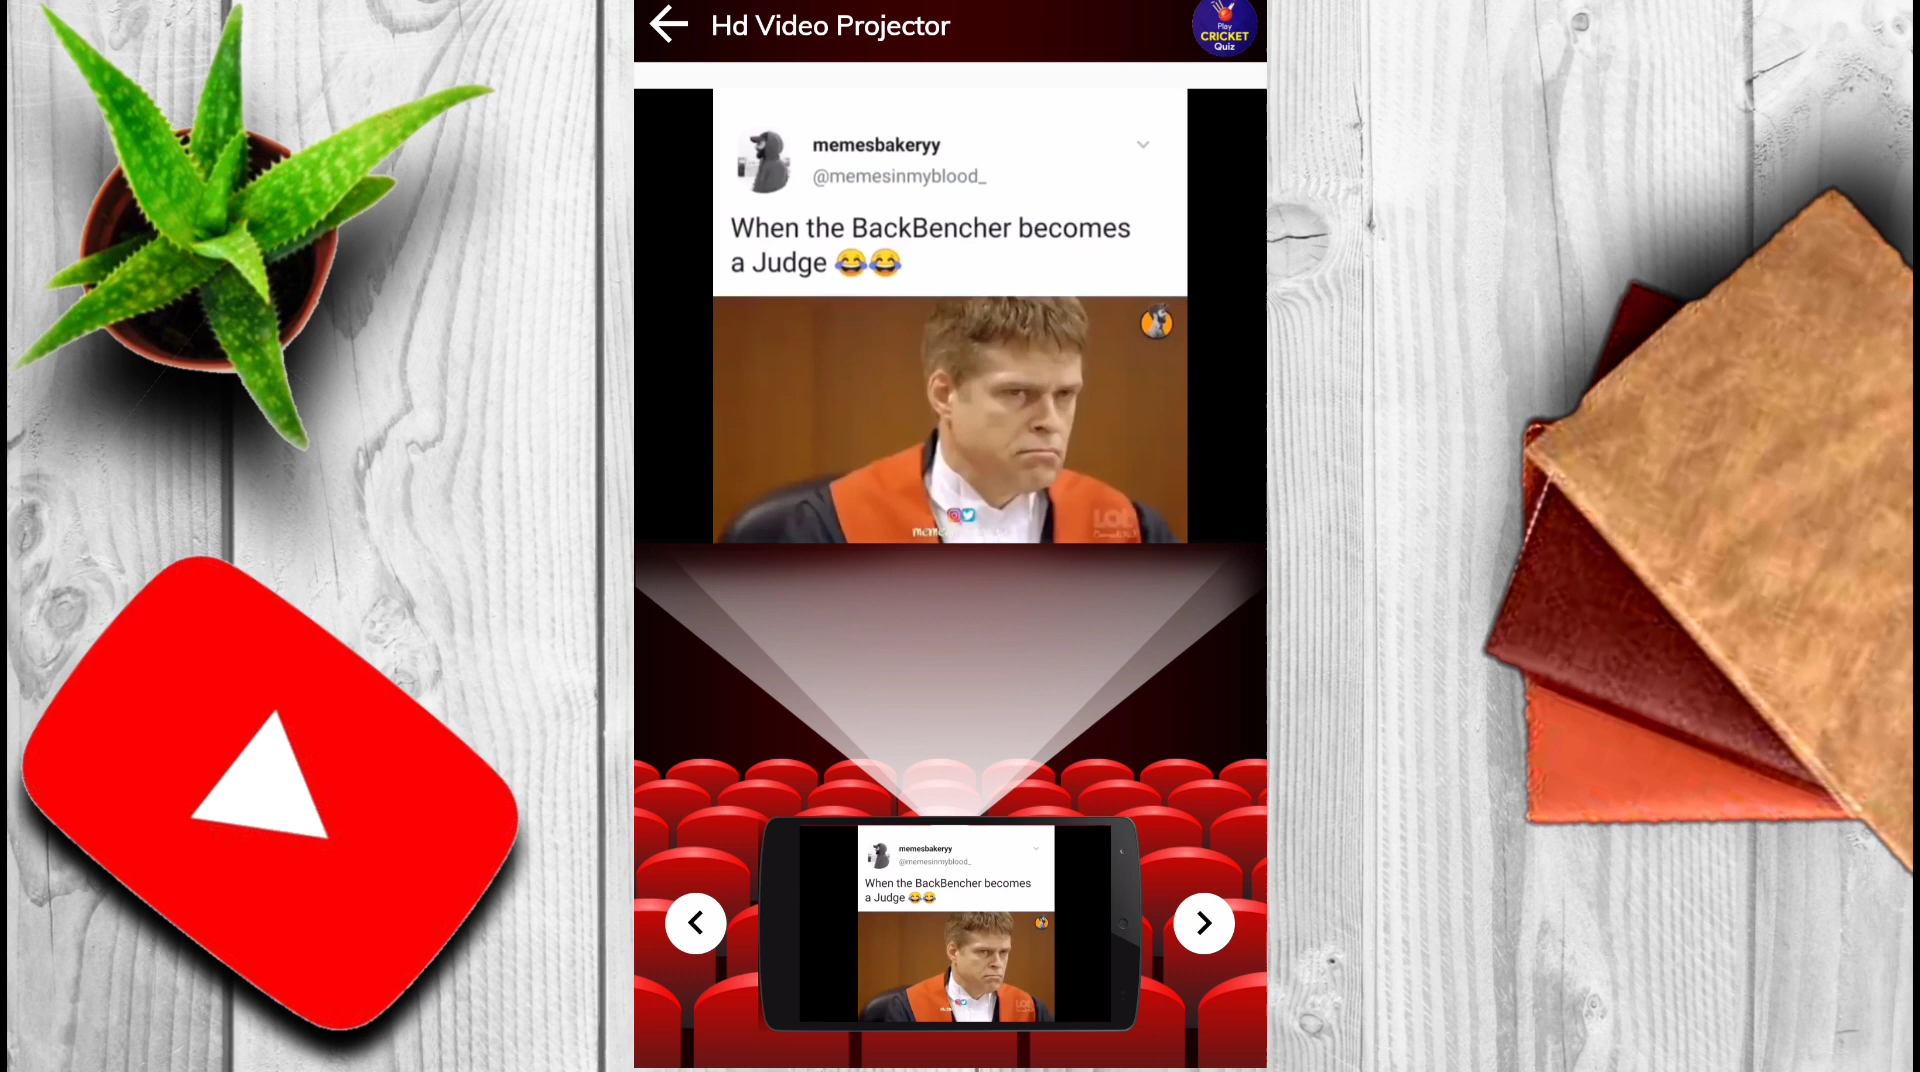 Hd Video Projector
Play
CRICKET
Quiz
memesbakeryy
@memesinmyblood_
When the BackBencher becomes
a Judge 😂😂
memesbakeryy
@memesinmyblood_
When the BackBencher becomes
a Judge 😂😂